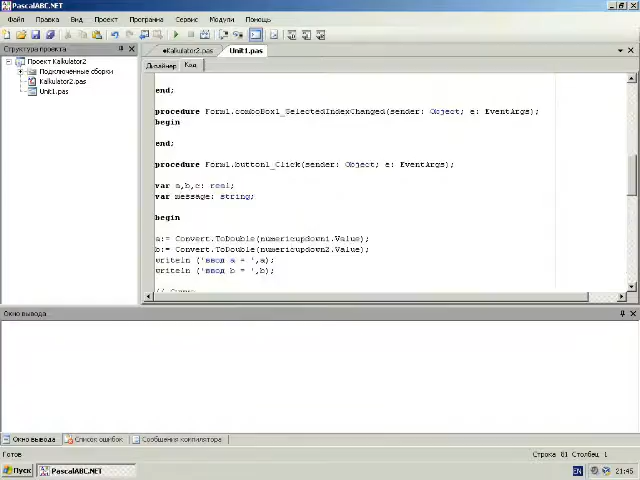 PascalABC.NET
Файл Правка Вид Проект Программа Сервис Модули Помощь
Структура проекта
Проект Kalkulator2
Подключенные сборки
Kalkulator2.pas
Unit1.pas
●Kalkulator2.pas Unit1.pas
Дизайнер Код
end;
procedure Form1.comboBox1_SelectedIndexChanged(sender: Object; e: EventArgs);
begin
end;
procedure Form1.button1_Click(sender: Object; e: EventArgs);
var a,b,c: real;
var message: string;
begin
a:= Convert.ToDouble(numericupdown1.Value);
b:= Convert.ToDouble(numericupdown2.Value);
writeln ('ввод a = ',a);
writeln ('ввод b = ',b);
Окно вывода
Окно вывода Список ошибок Сообщения компилятора
Готов Строка 81 Столбец 1
Пуск PascalABC.NET EN 21:46